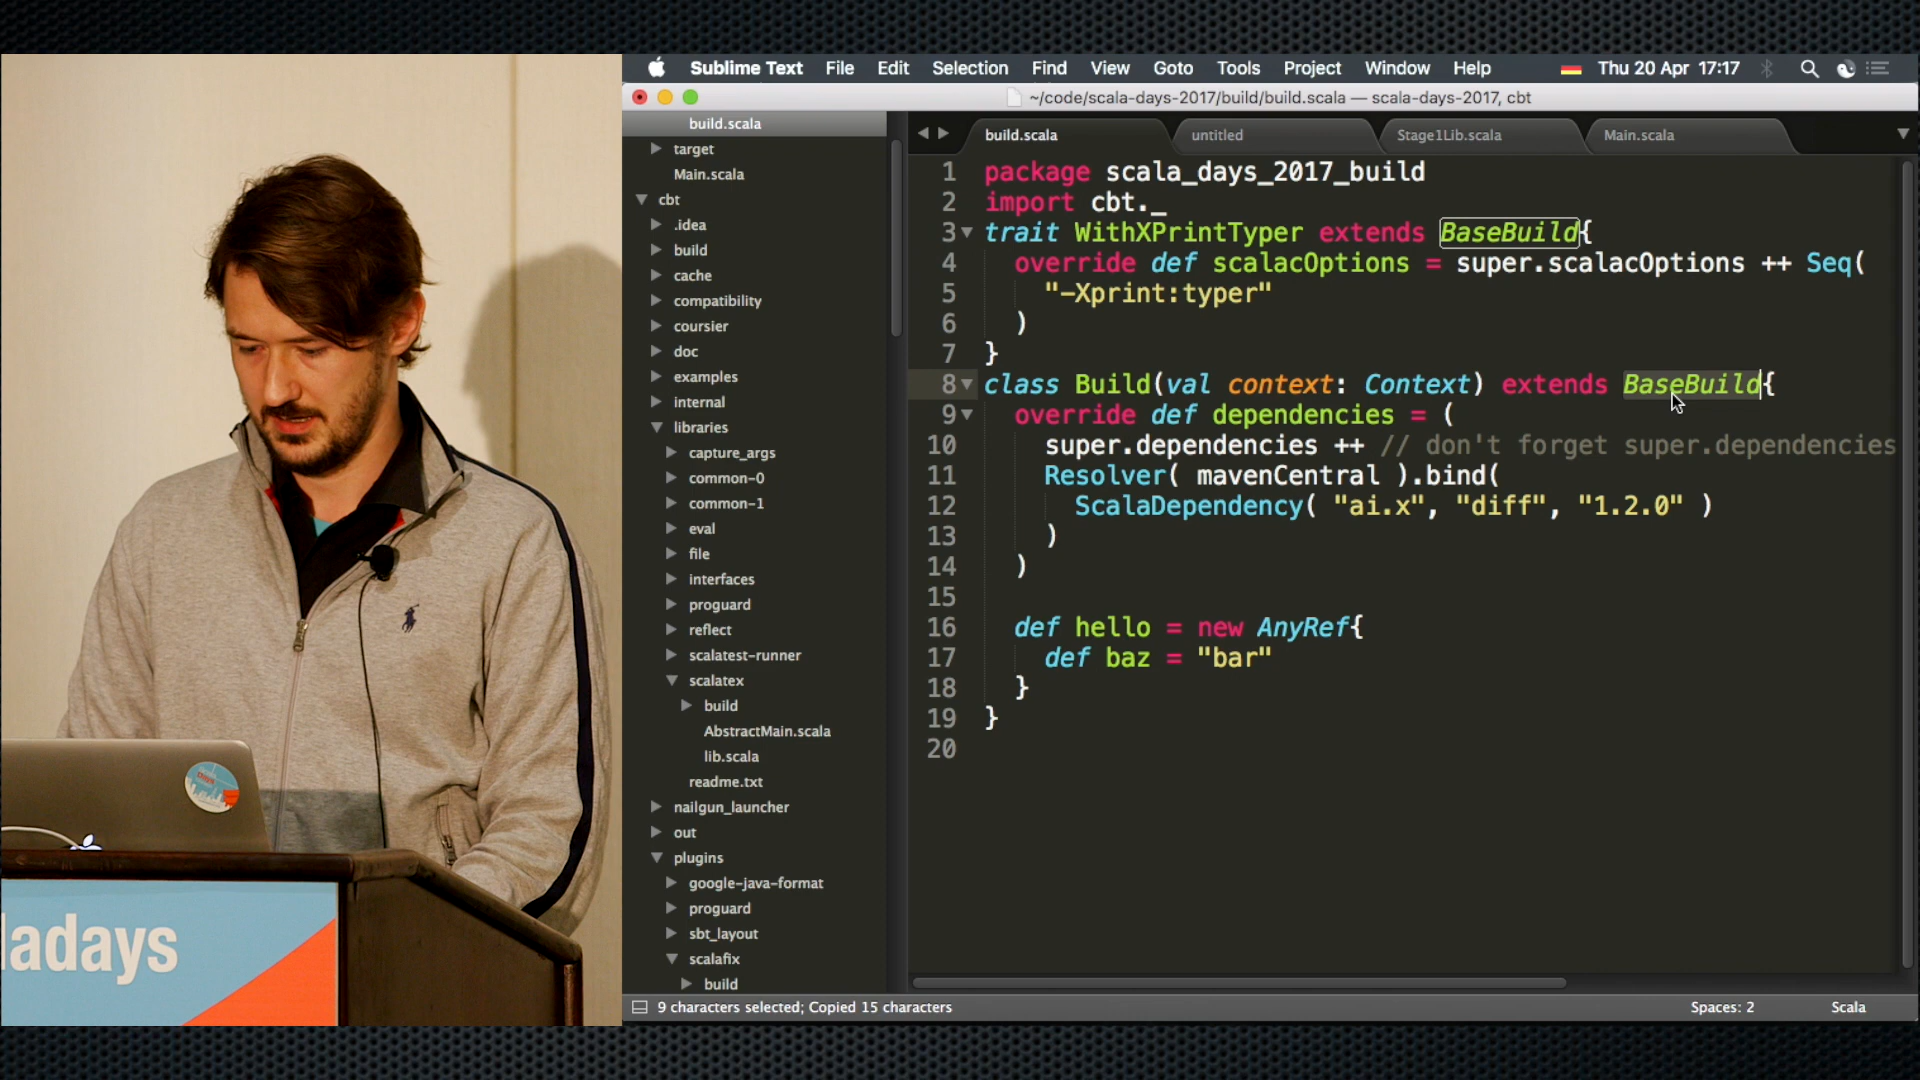 Sublime Text File Edit Selection Find View Goto Tools Project Window Help Thu 20 Apr 17:17
~/code/scala-days-2017/build/build.scala — scala-days-2017, cbt
build.scala
target
Main.scala
cbt
.idea
build
cache
compatibility
coursier
doc
examples
internal
libraries
capture_args
common-0
common-1
eval
file
interfaces
proguard
reflect
scalatest-runner
scalatex
build
AbstractMain.scala
lib.scala
readme.txt
nailgun_launcher
out
plugins
google-java-format
proguard
sbt_layout
scalafix
build
build.scala untitled Stage1Lib.scala Main.scala
1 package scala_days_2017_build
2 import cbt._
3 trait WithXPrintTyper extends BaseBuild{
4 override def scalacOptions = super.scalacOptions ++ Seq(
5 "-Xprint:typer"
6 )
7 }
8 class Build(val context: Context) extends BaseBuild{
9 override def dependencies = (
10 super.dependencies ++ // don't forget super.dependencies
11 Resolver( mavenCentral ).bind(
12 ScalaDependency( "ai.x", "diff", "1.2.0" )
13 )
14 )
15
16 def hello = new AnyRef{
17 def baz = "bar"
18 }
19 }
20
9 characters selected; Copied 15 characters Spaces: 2 Scala
ladays